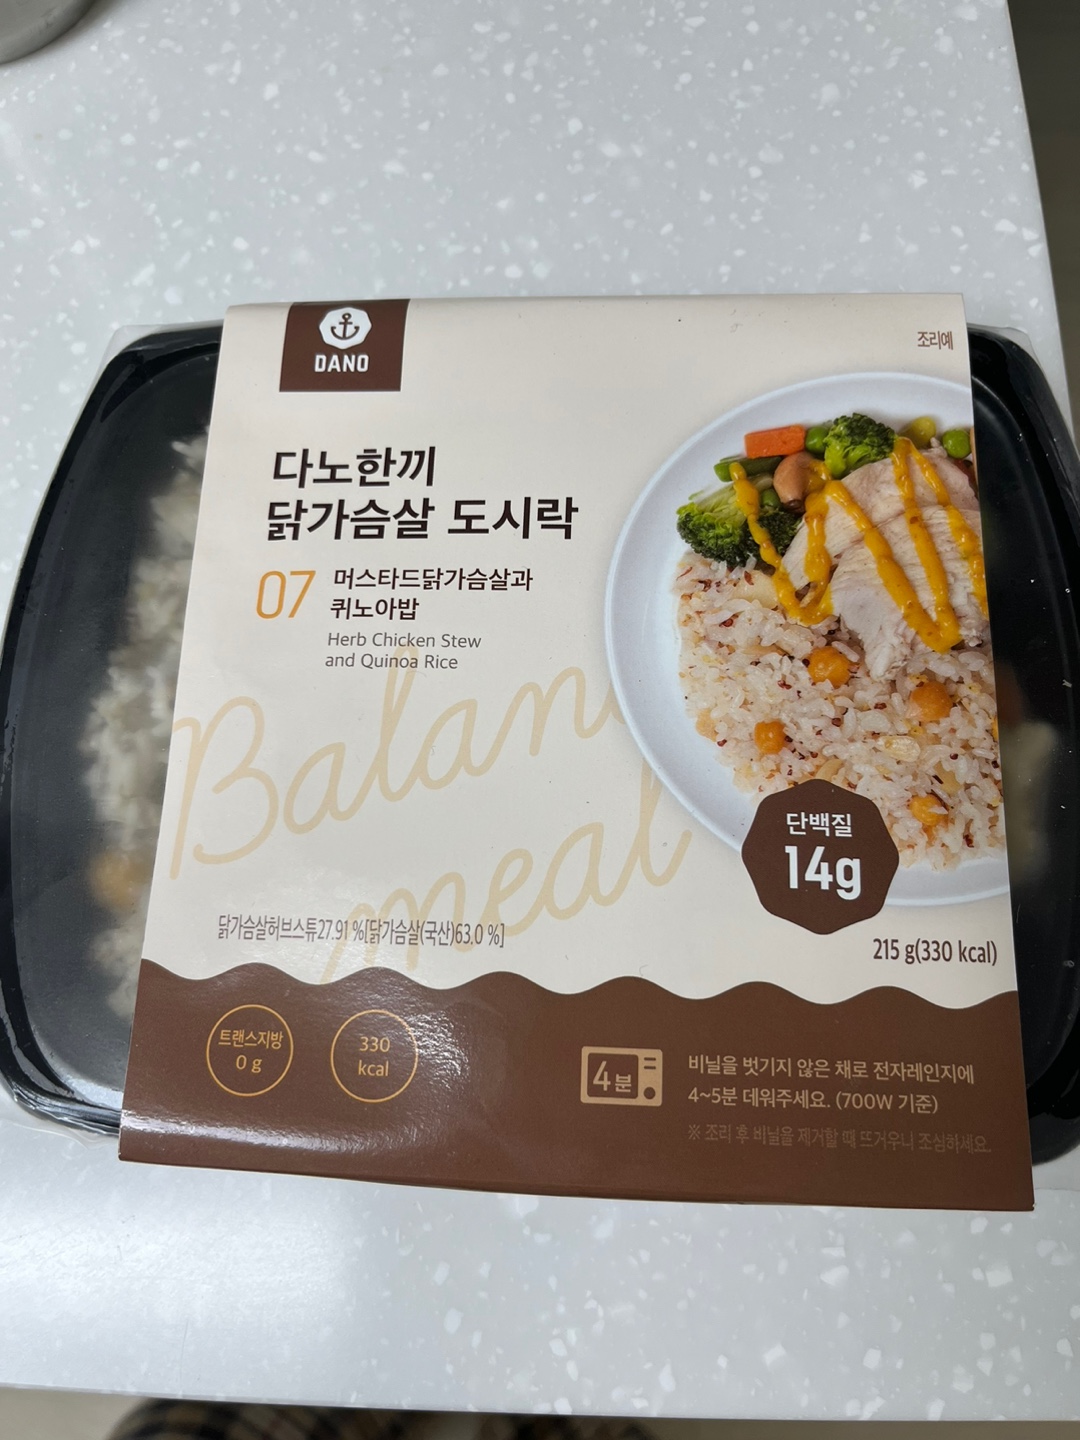 DANO
조리예
다노한끼
닭가슴살 도시락
07 머스타드닭가슴살과
퀴노아밥
Herb Chicken Stew
and Quinoa Rice
Balan
meal
단백질
14g
215 g(330 kcal)
닭가슴살허브스튜27.91 %[닭가슴살(국산)63.0 %]
트랜스지방
0 g
330
kcal
4분
비닐을 벗기지 않은 채로 전자레인지에
4~5분 데워주세요. (700W 기준)
※ 조리 후 비닐을 제거할 때 뜨거우니 조심하세요.